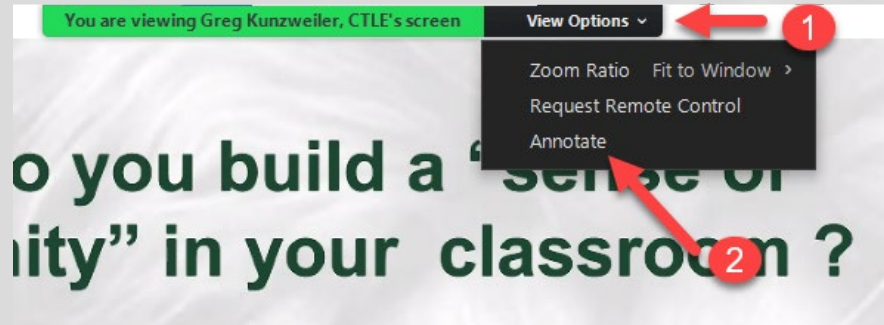 You are viewing Greg Kunzweiler, CTLE's screen View Options
1
Zoom Ratio Fit to Window
Request Remote Control
Annotate
o you build a “sense of
ity” in your classroom ?
2